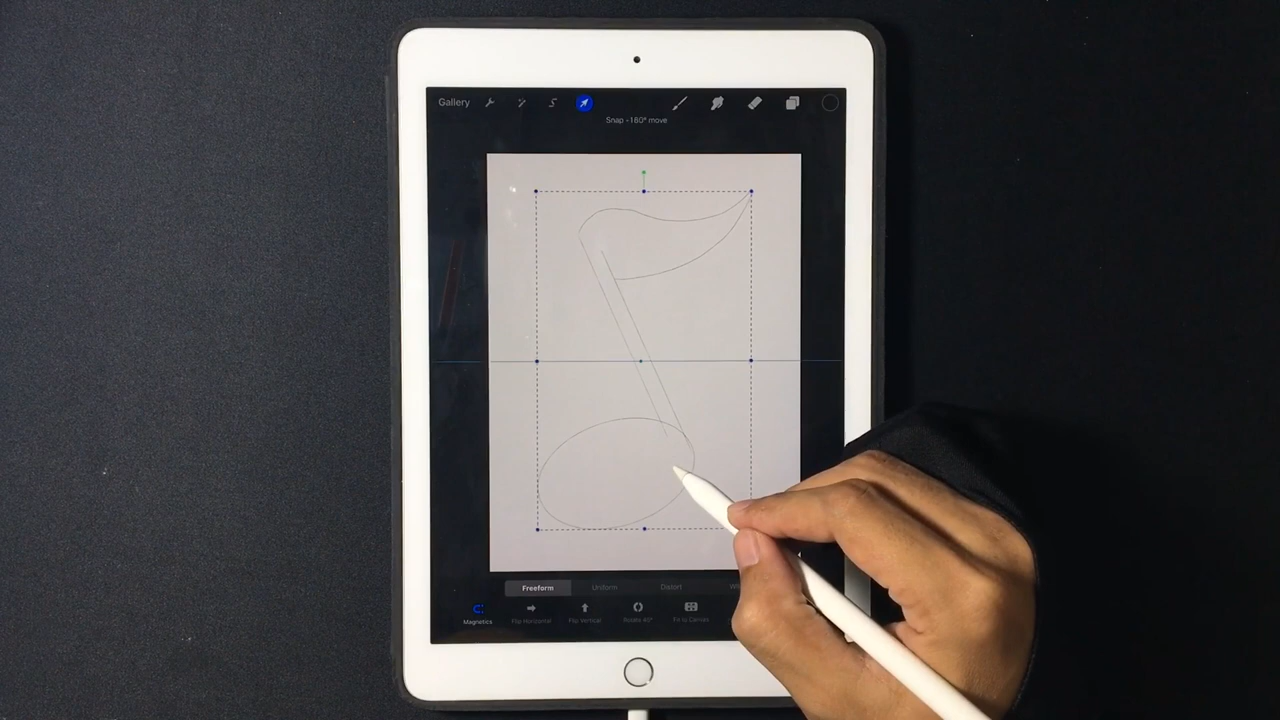 Gallery
Snap -180° move
Freeform Uniform Distort
Magnetics Flip Horizontal Flip Vertical Rotate 45° Fit to Canvas